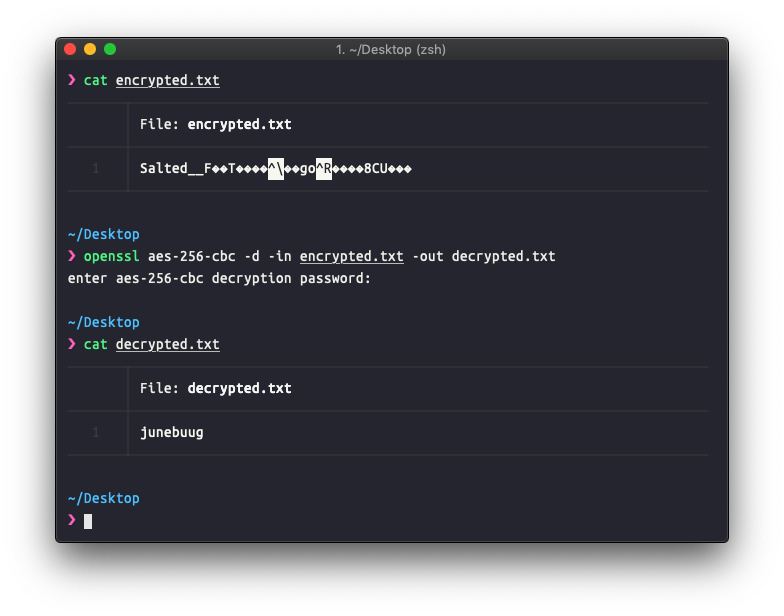 1. ~/Desktop (zsh)
❯ cat encrypted.txt
File: encrypted.txt
1 Salted__F◆◆T◆◆◆◆^\◆◆go^R◆◆◆◆8CU◆◆◆
~/Desktop
❯ openssl aes-256-cbc -d -in encrypted.txt -out decrypted.txt
enter aes-256-cbc decryption password:
~/Desktop
❯ cat decrypted.txt
File: decrypted.txt
1 junebuug
~/Desktop
❯